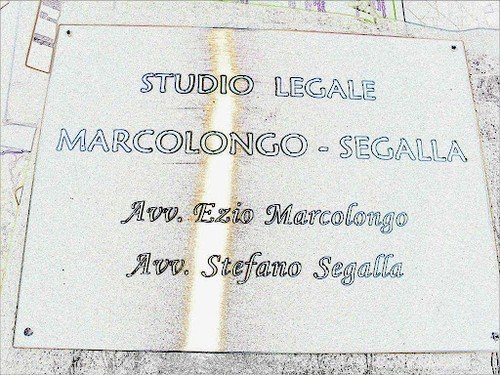 STUDIO LEGALE
MARCOLONGO - SEGALLA
Avv. Ezio Marcolongo
Avv. Stefano Segalla